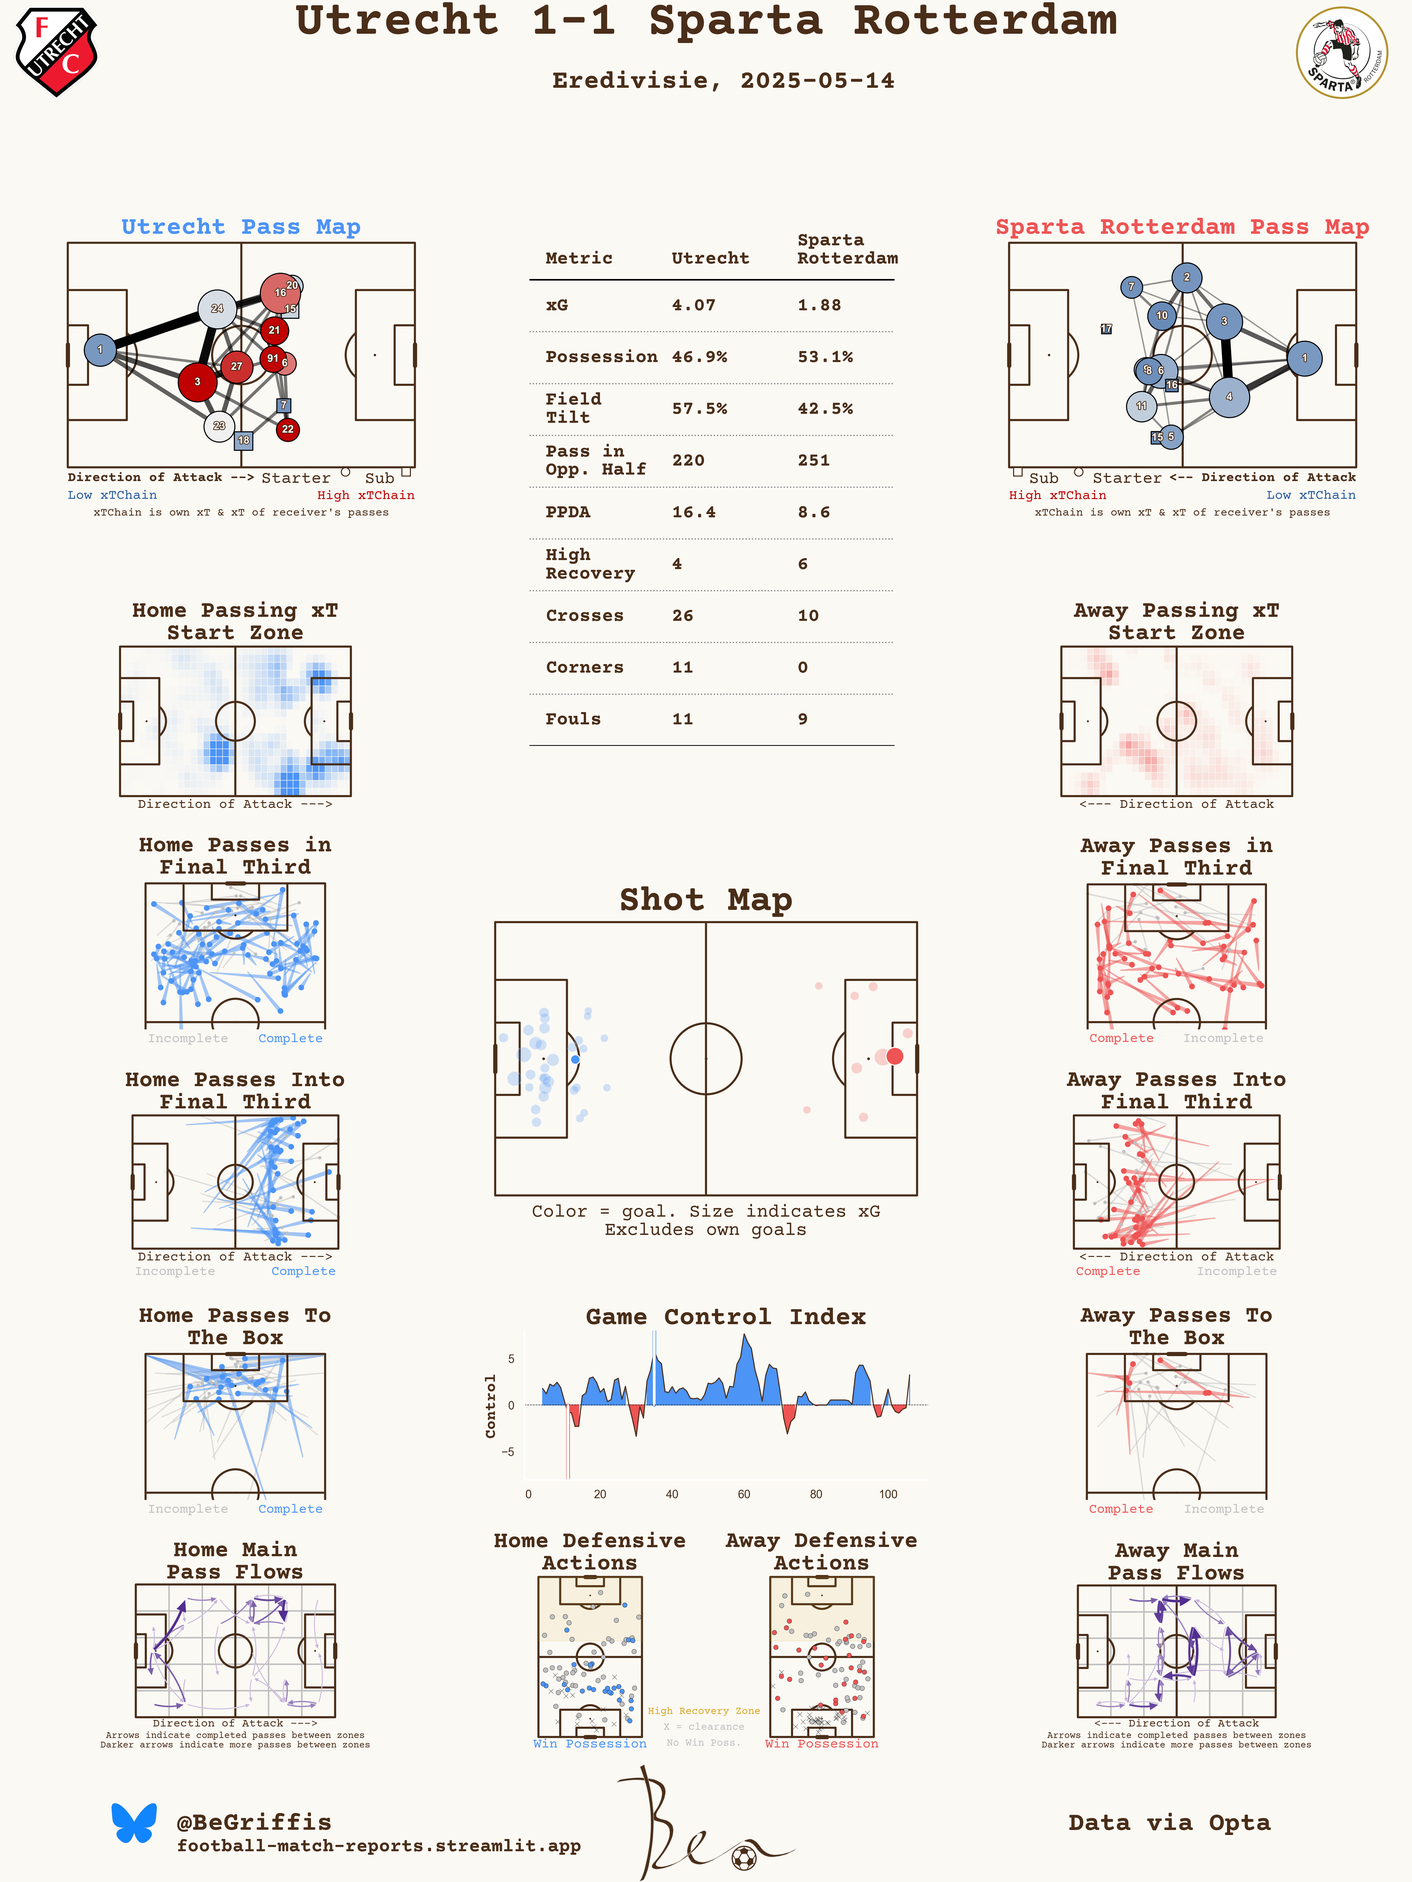 Utrecht 1-1 Sparta Rotterdam
Eredivisie, 2025-05-14
F
UTRECHT
C
SPARTA
ROTTERDAM
Utrecht Pass Map
20
16
15
24
21
1
91
6
27
3
7
23
22
18
Direction of Attack --> Starter Sub
Low xTChain High xTChain
xTChain is own xT & xT of receiver's passes
Metric Utrecht Sparta Rotterdam
xG 4.07 1.88
Possession 46.9% 53.1%
Field Tilt 57.5% 42.5%
Pass in Opp. Half 220 251
PPDA 16.4 8.6
High Recovery 4 6
Crosses 26 10
Corners 11 0
Fouls 11 9
Sparta Rotterdam Pass Map
2
7
10
3
17
1
9
8
6
16
4
11
15
5
Sub Starter <-- Direction of Attack
High xTChain Low xTChain
xTChain is own xT & xT of receiver's passes
Home Passing xT
Start Zone
Direction of Attack --->
Away Passing xT
Start Zone
<--- Direction of Attack
Home Passes in
Final Third
Incomplete Complete
Away Passes in
Final Third
Complete Incomplete
Shot Map
Color = goal. Size indicates xG
Excludes own goals
Home Passes Into
Final Third
Direction of Attack --->
Incomplete Complete
Away Passes Into
Final Third
<--- Direction of Attack
Complete Incomplete
Home Passes To
The Box
Incomplete Complete
Game Control Index
Control
5
0
−5
0 20 40 60 80 100
Away Passes To
The Box
Complete Incomplete
Home Main
Pass Flows
Direction of Attack --->
Arrows indicate completed passes between zones
Darker arrows indicate more passes between zones
Home Defensive
Actions
Win Possession
High Recovery Zone
X = clearance
No Win Poss.
Away Defensive
Actions
Win Possession
Away Main
Pass Flows
<--- Direction of Attack
Arrows indicate completed passes between zones
Darker arrows indicate more passes between zones
@BeGriffis
football-match-reports.streamlit.app
Ben
Data via Opta